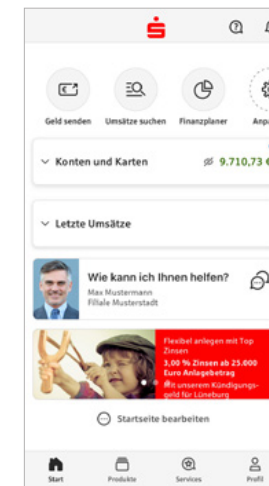 Geld senden Umsätze suchen Finanzplaner Anpa
Konten und Karten 9.710,73 €
Letzte Umsätze
Wie kann ich Ihnen helfen?
Max Mustermann
Filiale Musterstadt
Flexibel anlegen mit Top
Zinsen
3,00 % Zinsen ab 25.000
Euro Anlagebetrag
Mit unserem Kündigungs-
geld für Lüneburg
Startseite bearbeiten
Start Produkte Services Profil